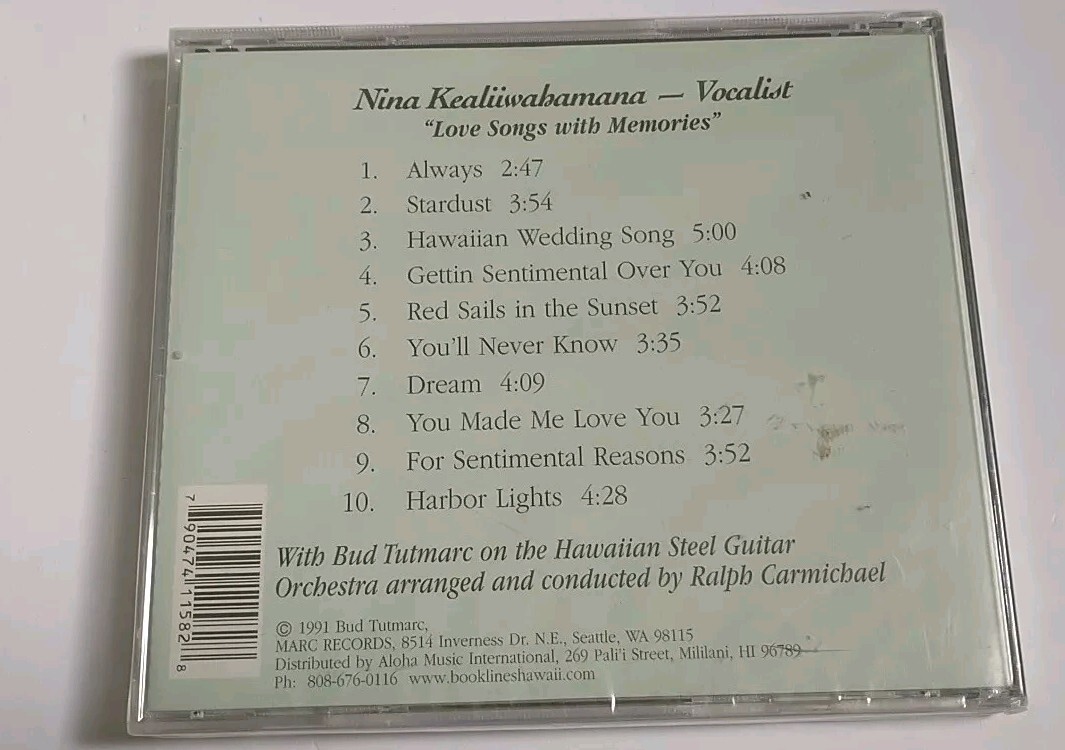 Nina Kealiiwahamana — Vocalist
“Love Songs with Memories”
1. Always 2:47
2. Stardust 3:54
3. Hawaiian Wedding Song 5:00
4. Gettin Sentimental Over You 4:08
5. Red Sails in the Sunset 3:52
6. You'll Never Know 3:35
7. Dream 4:09
8. You Made Me Love You 3:27
9. For Sentimental Reasons 3:52
10. Harbor Lights 4:28
With Bud Tutmarc on the Hawaiian Steel Guitar
Orchestra arranged and conducted by Ralph Carmichael
© 1991 Bud Tutmarc,
MARC RECORDS, 8514 Inverness Dr. N.E., Seattle, WA 98115
Distributed by Aloha Music International, 269 Pali'i Street, Mililani, HI 96789
Ph: 808-676-0116 www.booklineshawaii.com
7 90474 11582 8